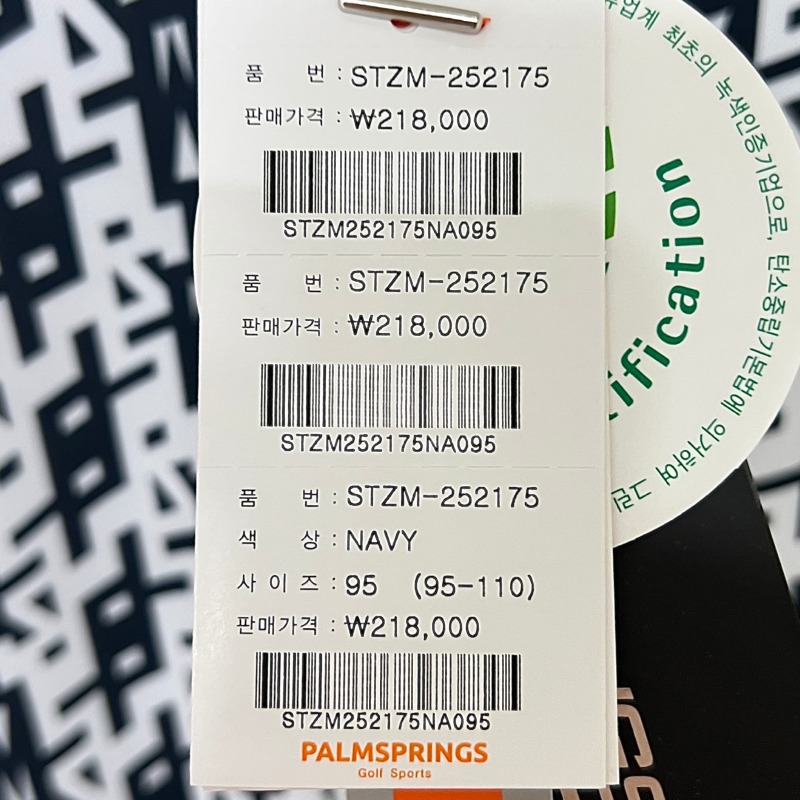 품 번 : STZM-252175
판매가격 : ₩218,000
STZM252175NA095
품 번 : STZM-252175
판매가격 : ₩218,000
STZM252175NA095
품 번 : STZM-252175
색 상 : NAVY
사 이 즈 : 95 (95-110)
판매가격 : ₩218,000
STZM252175NA095
PALMSPRINGS
Golf Sports
최초의 녹색인증기업으로, 탄소중립기본법에 의거하여 그린
ification